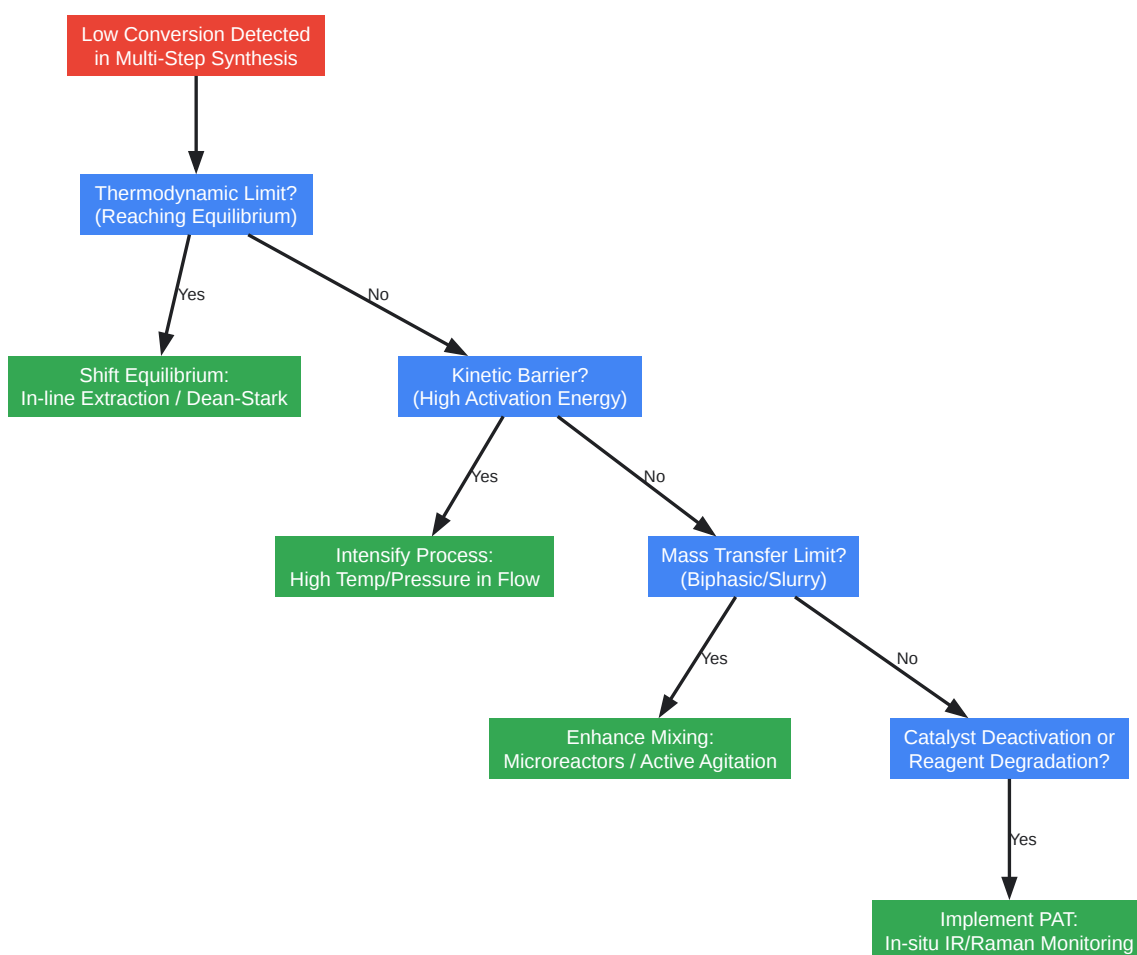 Low Conversion Detected
in Multi-Step Synthesis
Thermodynamic Limit?
(Reaching Equilibrium)
Yes
No
Shift Equilibrium:
In-line Extraction / Dean-Stark
Kinetic Barrier?
(High Activation Energy)
Yes
No
Intensify Process:
High Temp/Pressure in Flow
Mass Transfer Limit?
(Biphasic/Slurry)
Yes
No
Enhance Mixing:
Microreactors / Active Agitation
Catalyst Deactivation or
Reagent Degradation?
Yes
Implement PAT:
In-situ IR/Raman Monitoring